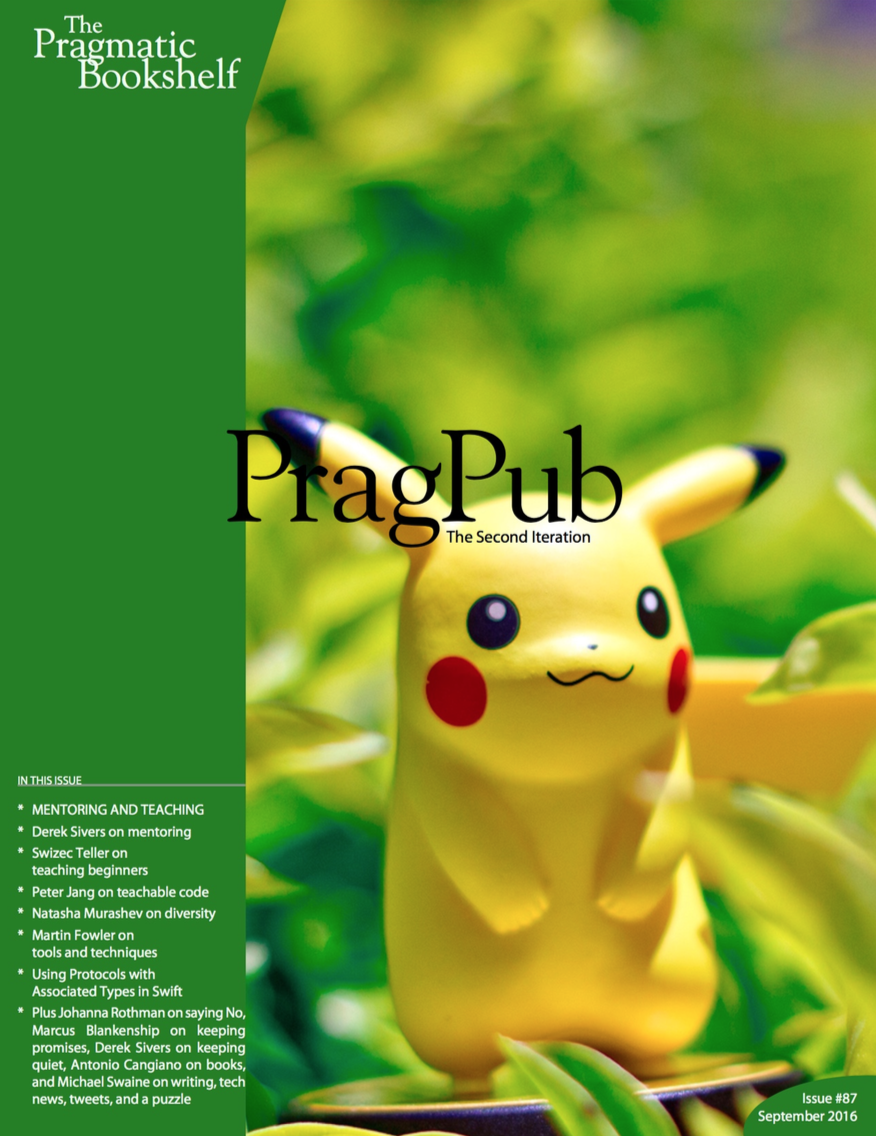 The
Pragmatic
Bookshelf
PragPub
The Second Iteration
IN THIS ISSUE
* MENTORING AND TEACHING
* Derek Sivers on mentoring
* Swizec Teller on
teaching beginners
* Peter Jang on teachable code
* Natasha Murashev on diversity
* Martin Fowler on
tools and techniques
* Using Protocols with
Associated Types in Swift
* Plus Johanna Rothman on saying No,
Marcus Blankenship on keeping
promises, Derek Sivers on keeping
quiet, Antonio Cangiano on books,
and Michael Swaine on writing, tech
news, tweets, and a puzzle
Issue #87
September 2016